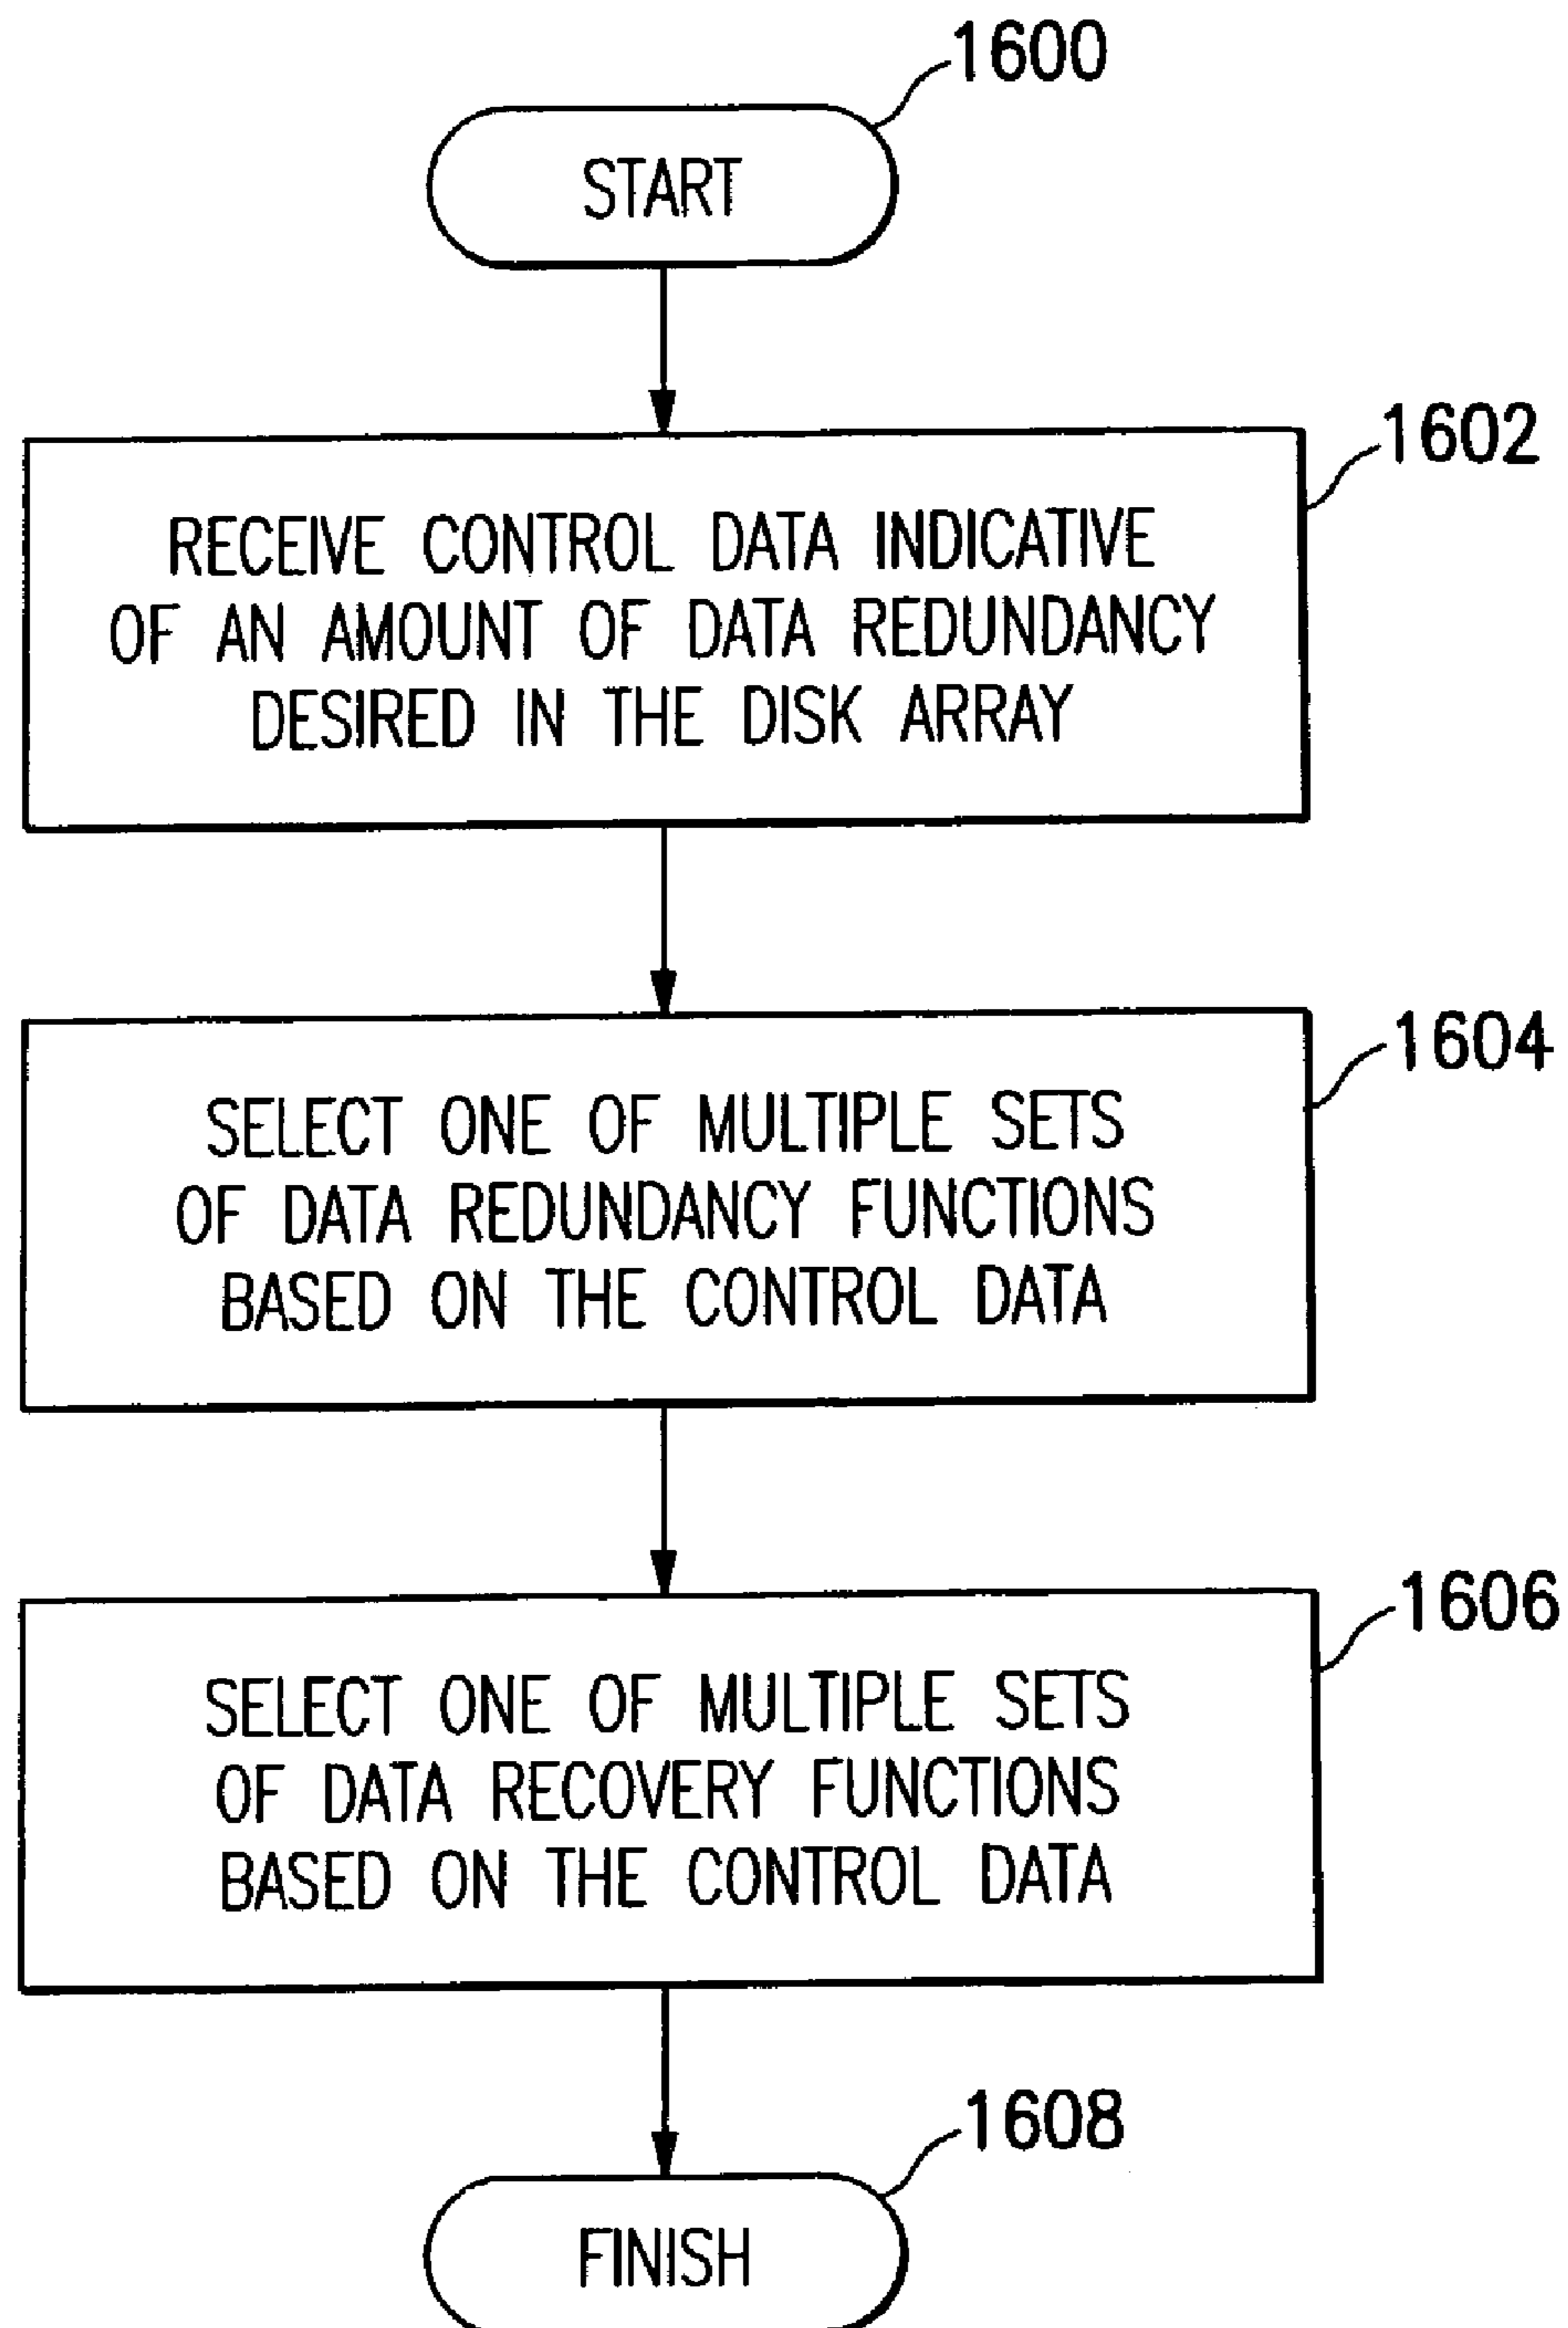 1600
START
1602
RECEIVE CONTROL DATA INDICATIVE
OF AN AMOUNT OF DATA REDUNDANCY
DESIRED IN THE DISK ARRAY
1604
SELECT ONE OF MULTIPLE SETS
OF DATA REDUNDANCY FUNCTIONS
BASED ON THE CONTROL DATA
1606
SELECT ONE OF MULTIPLE SETS
OF DATA RECOVERY FUNCTIONS
BASED ON THE CONTROL DATA
1608
FINISH